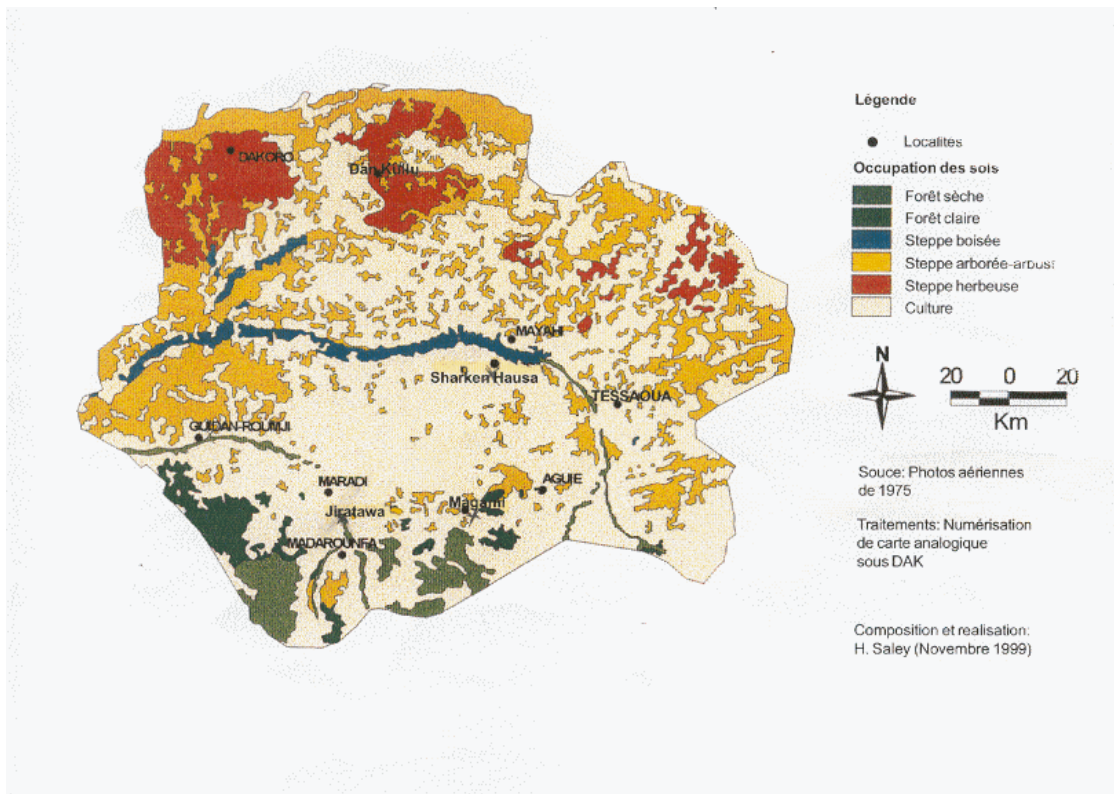 DAKORO
Dan Kullu
MAYAHI
Sharken Hausa
TESSAOUA
GUIDAN-ROUMJI
MARADI
AGUIE
Magami
Jiratawa
MADAROUNFA
Légende
Localités
Occupation des sols
Forêt sèche
Forêt claire
Steppe boisée
Steppe arborée-arbust
Steppe herbeuse
Culture
N
20 0 20
Km
Souce: Photos aériennes
de 1975
Traitements: Numérisation
de carte analogique
sous DAK
Composition et realisation:
H. Saley (Novembre 1999)